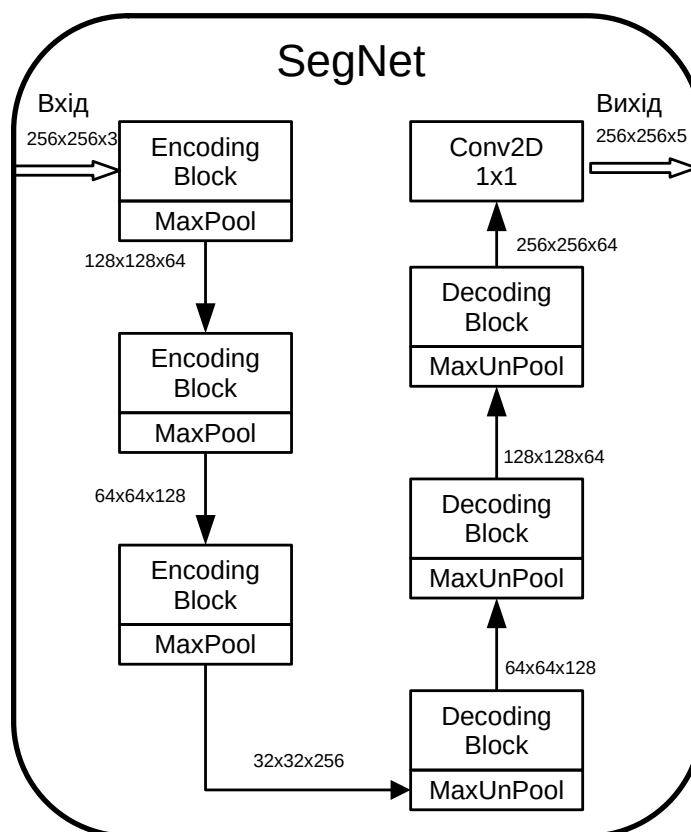 SegNet
Вхід
256x256x3
Encoding
Block
MaxPool
128x128x64
Encoding
Block
MaxPool
64x64x128
Encoding
Block
MaxPool
32x32x256
Decoding
Block
MaxUnPool
64x64x128
Decoding
Block
MaxUnPool
128x128x64
Decoding
Block
MaxUnPool
256x256x64
Conv2D
1x1
Вихід
256x256x5